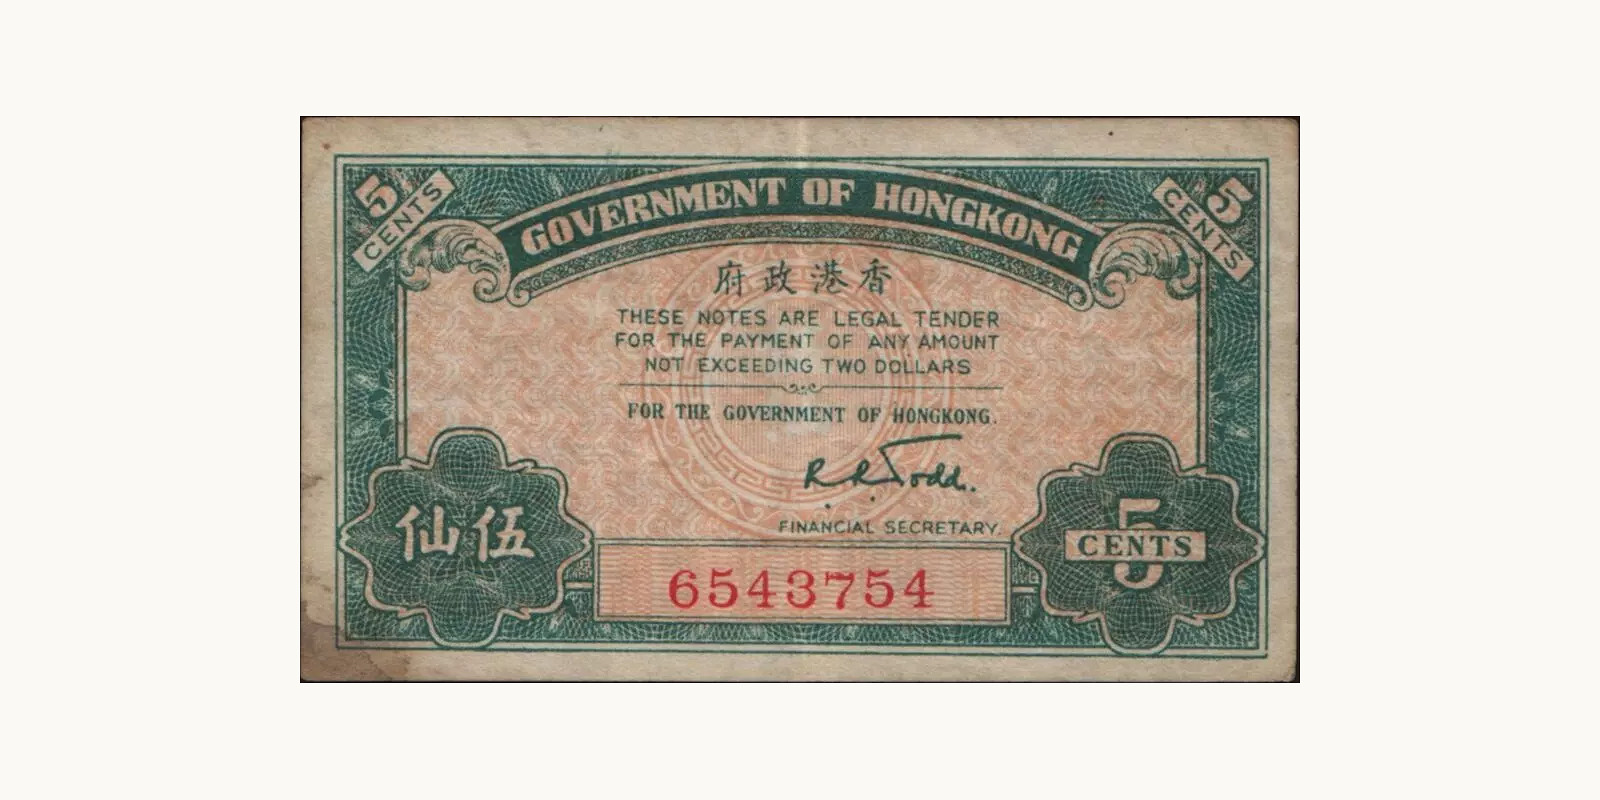 5 CENTS
5 CENTS
GOVERNMENT OF HONGKONG
府政港香
THESE NOTES ARE LEGAL TENDER
FOR THE PAYMENT OF ANY AMOUNT
NOT EXCEEDING TWO DOLLARS
FOR THE GOVERNMENT OF HONGKONG.
R.R. Todd.
FINANCIAL SECRETARY.
仙伍
5 CENTS
6543754